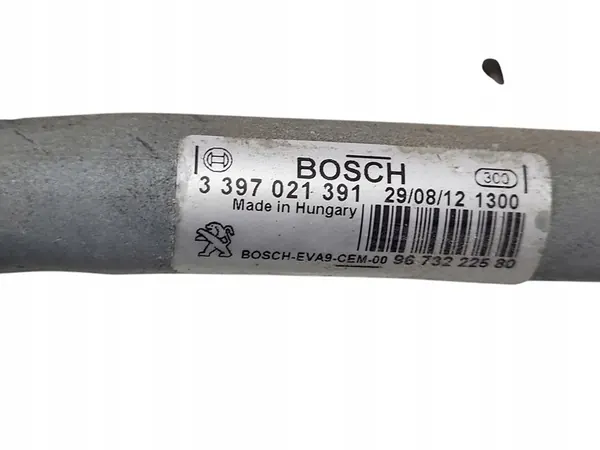 BOSCH
300
3 397 021 391 29/08/12 1300
Made in Hungary
BOSCH-EVA9-CEM-00 96 732 225 80